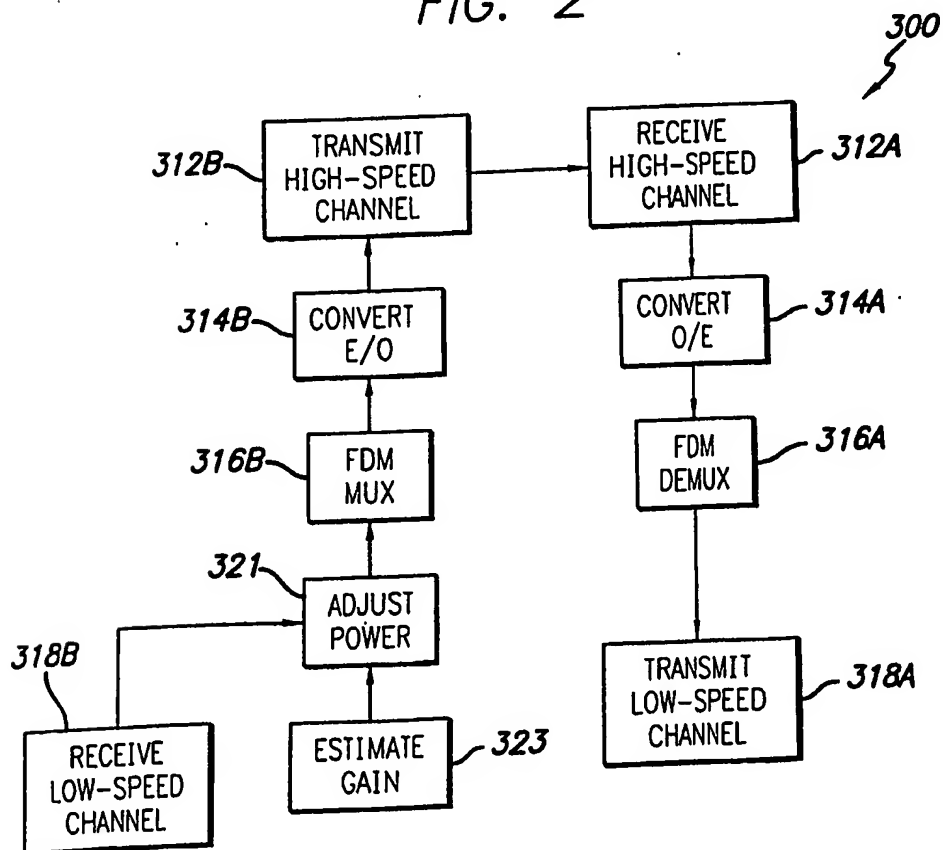 FIG. 2
300
312B
TRANSMIT
HIGH-SPEED
CHANNEL
RECEIVE
HIGH-SPEED
CHANNEL
312A
314B
CONVERT
E/O
CONVERT
O/E
314A
316B
FDM
MUX
FDM
DEMUX
316A
321
ADJUST
POWER
318B
RECEIVE
LOW-SPEED
CHANNEL
ESTIMATE
GAIN
323
TRANSMIT
LOW-SPEED
CHANNEL
318A